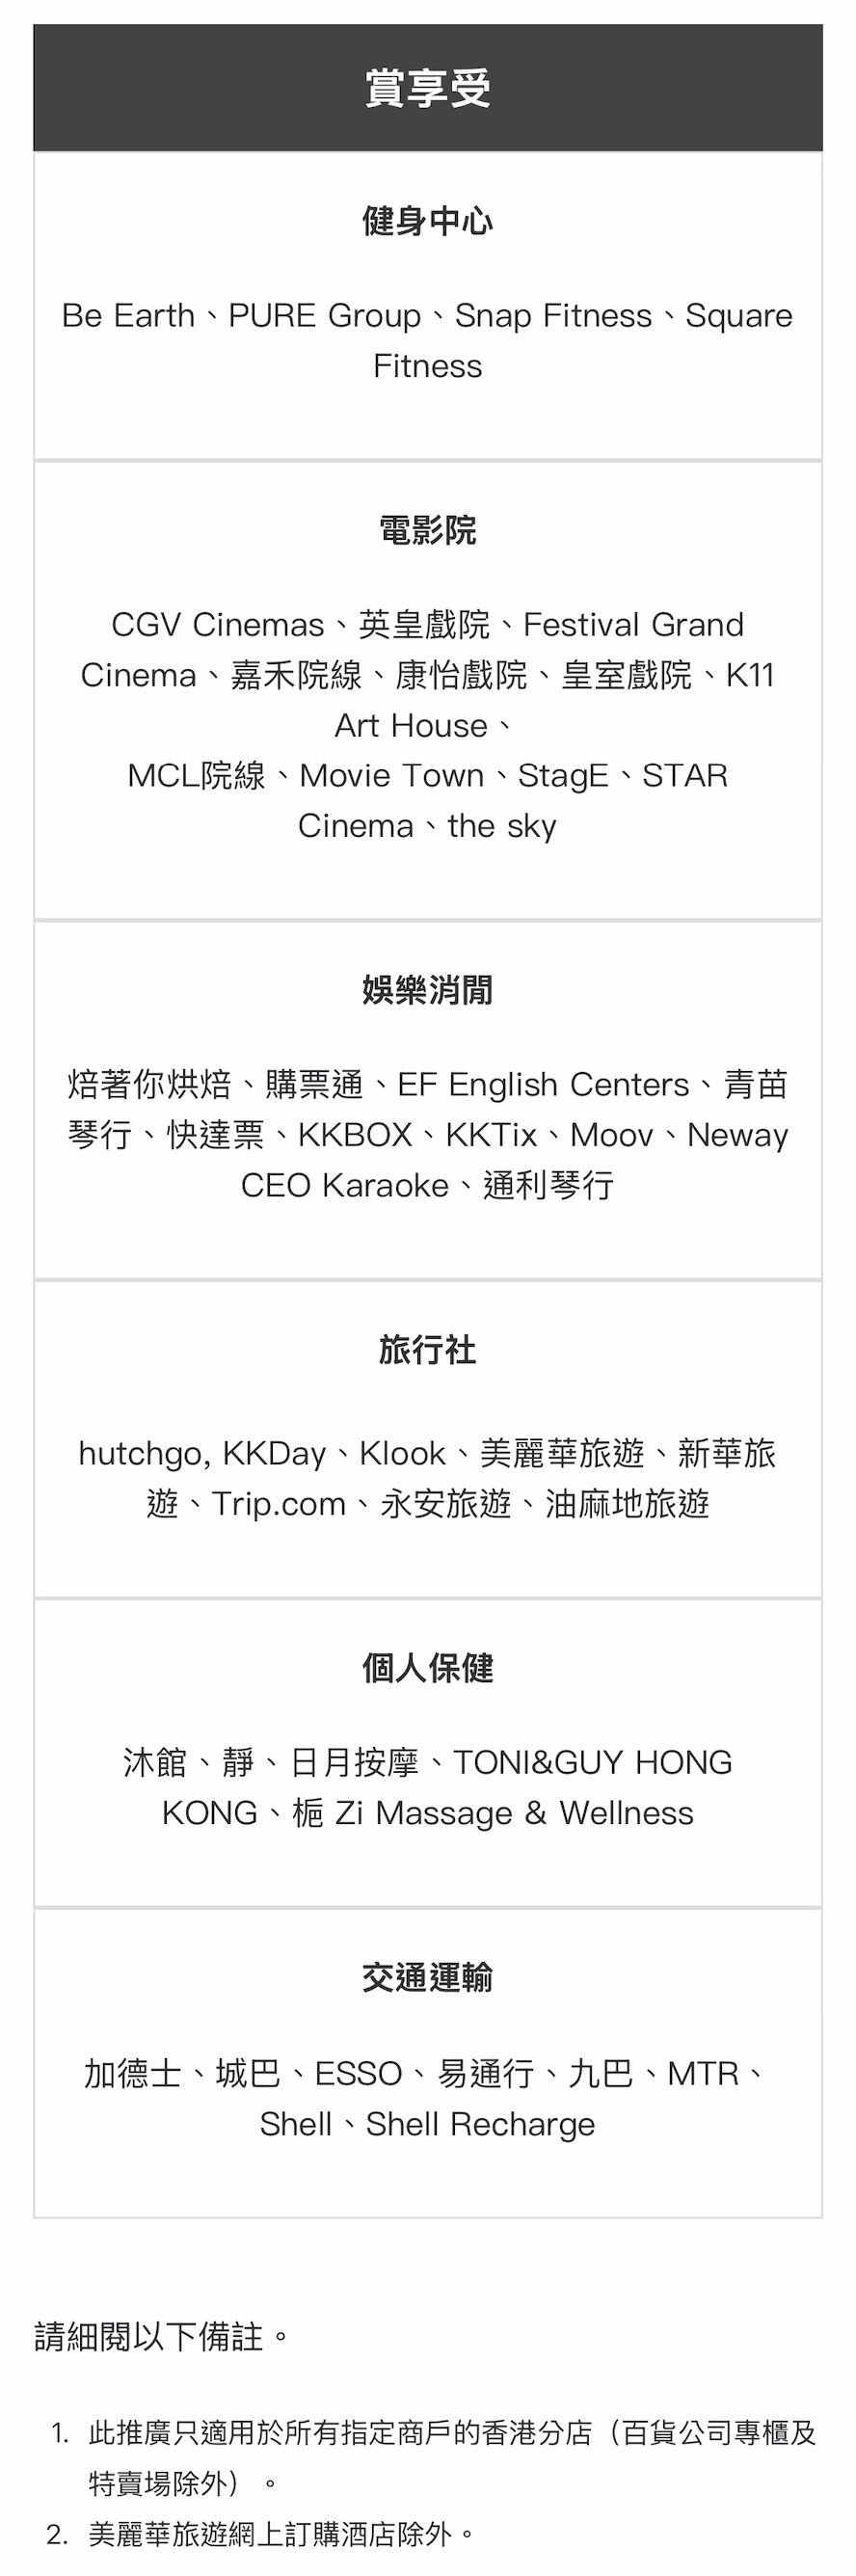 賞享受
健身中心
Be Earth、PURE Group、Snap Fitness、Square
Fitness
電影院
CGV Cinemas、英皇戲院、Festival Grand
Cinema、嘉禾院線、康怡戲院、皇室戲院、K11
Art House、
MCL院線、Movie Town、StagE、STAR
Cinema、the sky
娛樂消閒
焙著你烘焙、購票通、EF English Centers、青苗
琴行、快達票、KKBOX、KKTix、Moov、Neway
CEO Karaoke、通利琴行
旅行社
hutchgo, KKDay、Klook、美麗華旅遊、新華旅
遊、Trip.com、永安旅遊、油麻地旅遊
個人保健
沐館、靜、日月按摩、TONI&GUY HONG
KONG、梔 Zi Massage & Wellness
交通運輸
加德士、城巴、ESSO、易通行、九巴、MTR、
Shell、Shell Recharge
請細閱以下備註。
1. 此推廣只適用於所有指定商戶的香港分店（百貨公司專櫃及
特賣場除外）。
2. 美麗華旅遊網上訂購酒店除外。